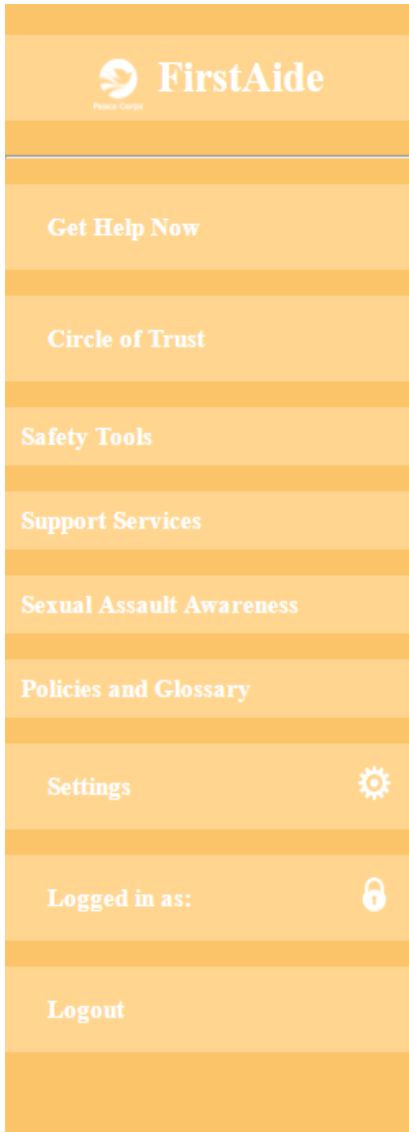 FirstAide
Peace Corps
Get Help Now
Circle of Trust
Safety Tools
Support Services
Sexual Assault Awareness
Policies and Glossary
Settings
Logged in as:
Logout